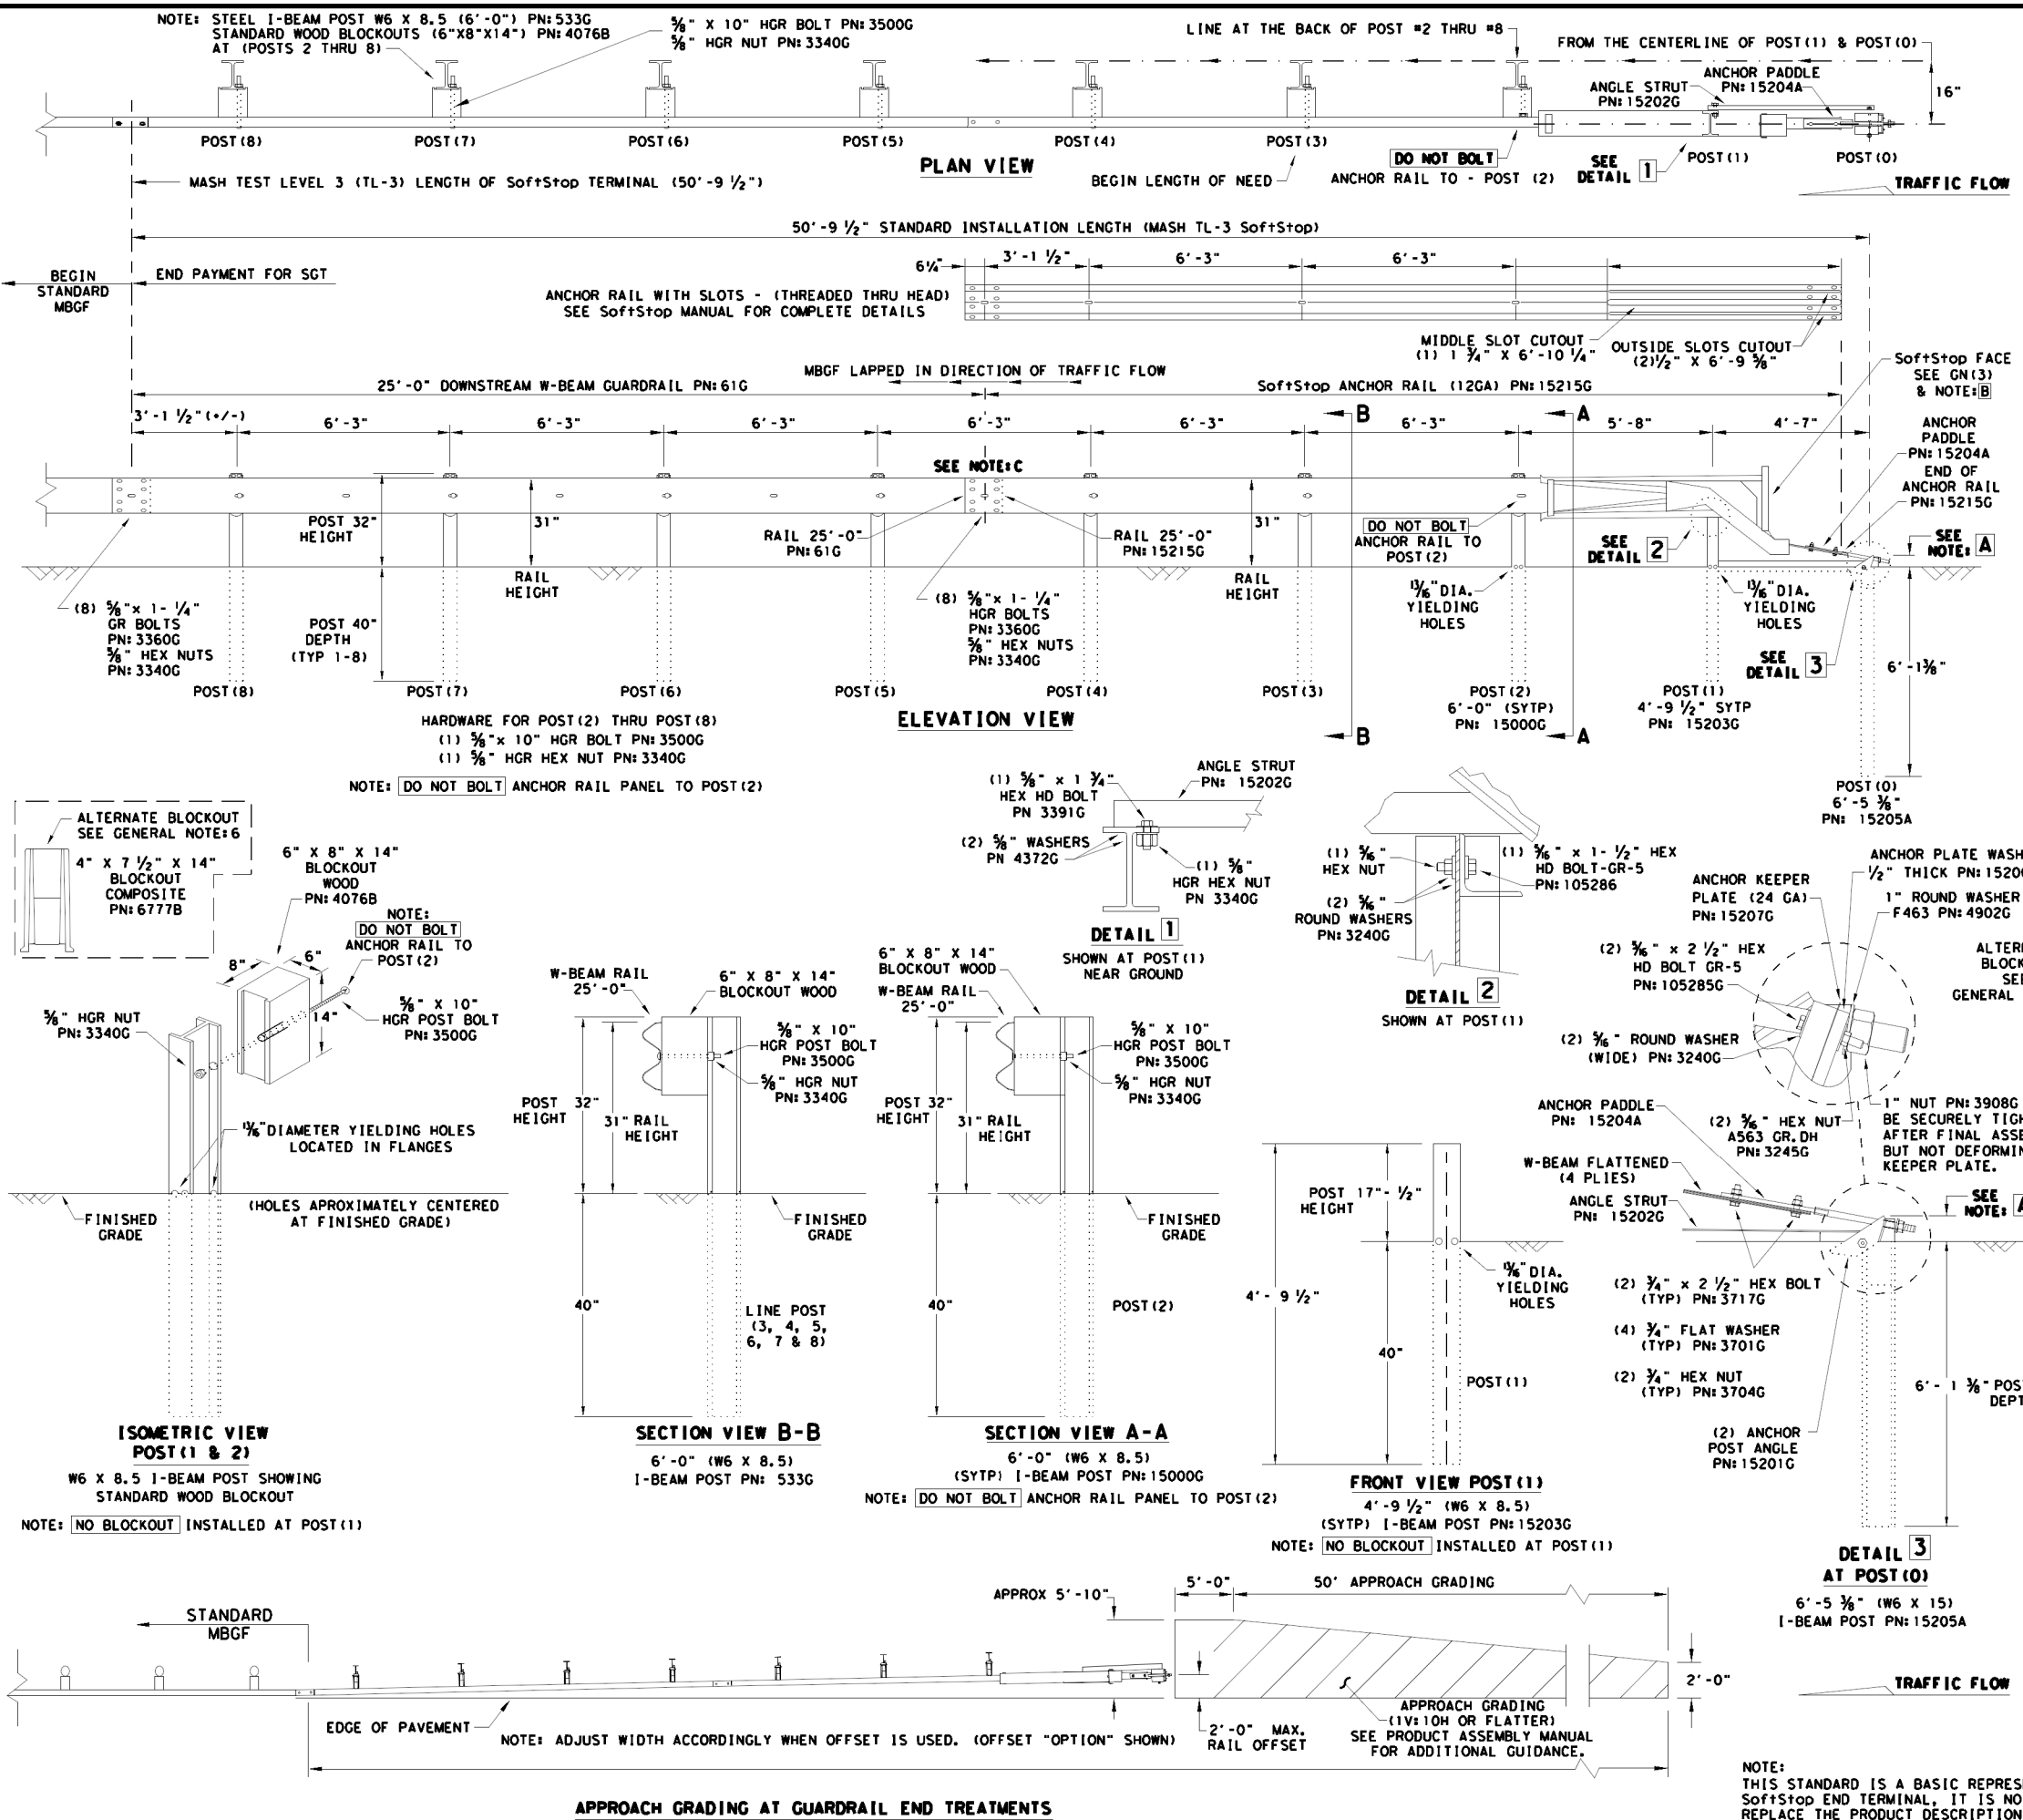 NOTE: STEEL I-BEAM POST W6 X 8.5 (6'-0") PN:533G
STANDARD WOOD BLOCKOUTS (6"X8"X14") PN:4076B
AT (POSTS 2 THRU 8)
5/8" X 10" HGR BOLT PN:3500G
5/8" HGR NUT PN:3340G
LINE AT THE BACK OF POST #2 THRU #8
FROM THE CENTERLINE OF POST(1) & POST(0)
ANGLE STRUT
PN:15202G
ANCHOR PADDLE
PN:15204A
16"
POST(8)
POST(7)
POST(6)
POST(5)
POST(4)
POST(3)
PLAN VIEW
BEGIN LENGTH OF NEED
DO NOT BOLT
ANCHOR RAIL TO - POST (2)
SEE
DETAIL 1
POST(1)
POST(0)
TRAFFIC FLOW
MASH TEST LEVEL 3 (TL-3) LENGTH OF SoftStop TERMINAL (50'-9 1/2")
50'-9 1/2" STANDARD INSTALLATION LENGTH (MASH TL-3 SoftStop)
BEGIN
STANDARD
MBGF
END PAYMENT FOR SGT
6 1/4"
3'-1 1/2"
6'-3"
6'-3"
ANCHOR RAIL WITH SLOTS - (THREADED THRU HEAD)
SEE SoftStop MANUAL FOR COMPLETE DETAILS
MIDDLE SLOT CUTOUT
(1) 1 3/4" X 6'-10 1/4"
OUTSIDE SLOTS CUTOUT
(2)1/2" X 6'-9 5/8"
SoftStop FACE
SEE GN(3)
& NOTE:B
MBGF LAPPED IN DIRECTION OF TRAFFIC FLOW
25'-0" DOWNSTREAM W-BEAM GUARDRAIL PN:61G
SoftStop ANCHOR RAIL (12GA) PN:15215G
3'-1 1/2"(+/-)
6'-3"
6'-3"
6'-3"
6'-3"
6'-3"
6'-3"
5'-8"
4'-7"
B
A
ANCHOR
PADDLE
PN:15204A
END OF
ANCHOR RAIL
PN:15215G
SEE NOTE:C
POST 32"
HEIGHT
31"
RAIL
HEIGHT
RAIL 25'-0"
PN:61G
RAIL 25'-0"
PN:15215G
31"
RAIL
HEIGHT
DO NOT BOLT
ANCHOR RAIL TO
POST(2)
SEE
DETAIL 2
SEE
NOTE: A
(8) 5/8"x 1- 1/4"
GR BOLTS
PN:3360G
5/8" HEX NUTS
PN:3340G
POST 40"
DEPTH
(TYP 1-8)
(8) 5/8"x 1- 1/4"
HGR BOLTS
PN:3360G
5/8" HEX NUTS
PN:3340G
13/16" DIA.
YIELDING
HOLES
13/16" DIA.
YIELDING
HOLES
SEE
DETAIL 3
6'-1 3/8"
POST(8)
POST(7)
POST(6)
POST(5)
POST(4)
POST(3)
POST(2)
6'-0" (SYTP)
PN: 15000G
POST(1)
4'-9 1/2" SYTP
PN: 15203G
HARDWARE FOR POST(2) THRU POST(8)
(1) 5/8"x 10" HGR BOLT PN:3500G
(1) 5/8" HGR HEX NUT PN:3340G
ELEVATION VIEW
B
A
NOTE: DO NOT BOLT ANCHOR RAIL PANEL TO POST(2)
POST(0)
6'-5 3/8"
PN: 15205A
ALTERNATE BLOCKOUT
SEE GENERAL NOTE:6
4" X 7 1/2" X 14"
BLOCKOUT
COMPOSITE
PN:6777B
6" X 8" X 14"
BLOCKOUT
WOOD
PN:4076B
NOTE:
DO NOT BOLT
ANCHOR RAIL TO
POST(2)
8"
6"
14"
5/8" X 10"
HGR POST BOLT
PN:3500G
5/8" HGR NUT
PN:3340G
13/16"DIAMETER YIELDING HOLES
LOCATED IN FLANGES
(HOLES APROXIMATELY CENTERED
AT FINISHED GRADE)
FINISHED
GRADE
ISOMETRIC VIEW
POST(1 & 2)
W6 X 8.5 I-BEAM POST SHOWING
STANDARD WOOD BLOCKOUT
NOTE: NO BLOCKOUT INSTALLED AT POST(1)
W-BEAM RAIL
25'-0"
6" X 8" X 14"
BLOCKOUT WOOD
5/8" X 10"
HGR POST BOLT
PN:3500G
5/8" HGR NUT
PN:3340G
POST 32"
HEIGHT
31" RAIL
HEIGHT
FINISHED
GRADE
40"
LINE POST
(3, 4, 5,
6, 7 & 8)
SECTION VIEW B-B
6'-0" (W6 X 8.5)
I-BEAM POST PN: 533G
6" X 8" X 14"
BLOCKOUT WOOD
W-BEAM RAIL
25'-0"
5/8" X 10"
HGR POST BOLT
PN:3500G
5/8" HGR NUT
PN:3340G
POST 32"
HEIGHT
31" RAIL
HEIGHT
FINISHED
GRADE
40"
POST(2)
SECTION VIEW A-A
6'-0" (W6 X 8.5)
(SYTP) I-BEAM POST PN:15000G
NOTE: DO NOT BOLT ANCHOR RAIL PANEL TO POST(2)
(1) 5/8" x 1 3/4"
HEX HD BOLT
PN 3391G
ANGLE STRUT
PN: 15202G
(2) 5/8" WASHERS
PN 4372G
(1) 5/8
HGR HEX NUT
PN 3340G
DETAIL 1
SHOWN AT POST(1)
NEAR GROUND
(1) 5/16"
HEX NUT
(1) 5/16" x 1- 1/2" HEX
HD BOLT-GR-5
PN:105286
(2) 5/16"
ROUND WASHERS
PN:3240G
DETAIL 2
SHOWN AT POST(1)
POST 17"- 1/2"
HEIGHT
4'- 9 1/2"
40"
13/16" DIA.
YIELDING
HOLES
POST(1)
FRONT VIEW POST(1)
4'-9 1/2" (W6 X 8.5)
(SYTP) I-BEAM POST PN:15203G
NOTE: NO BLOCKOUT INSTALLED AT POST(1)
ANCHOR PLATE WASH
1/2" THICK PN:1520
ANCHOR KEEPER
PLATE (24 GA)
PN:15207G
1" ROUND WASHER
F463 PN:4902G
(2) 5/16" x 2 1/2" HEX
HD BOLT GR-5
PN:105285G
ALTER
BLOCK
SEE
GENERAL
(2) 5/16" ROUND WASHER
(WIDE) PN:3240G
ANCHOR PADDLE
PN: 15204A
(2) 5/16" HEX NUT
A563 GR.DH
PN:3245G
1" NUT PN:3908G
BE SECURELY TIGH
AFTER FINAL ASSE
BUT NOT DEFORMIN
KEEPER PLATE.
W-BEAM FLATTENED
(4 PLIES)
ANGLE STRUT
PN: 15202G
SEE
NOTE: A
(2) 3/4" x 2 1/2" HEX BOLT
(TYP) PN:3717G
(4) 3/4" FLAT WASHER
(TYP) PN:3701G
(2) 3/4" HEX NUT
(TYP) PN:3704G
6'- 1 3/8" POS
DEPT
(2) ANCHOR
POST ANGLE
PN:15201G
DETAIL 3
AT POST(0)
6'-5 3/8" (W6 X 15)
I-BEAM POST PN:15205A
STANDARD
MBGF
APPROX 5'-10"
5'-0"
50' APPROACH GRADING
2'-0"
TRAFFIC FLOW
EDGE OF PAVEMENT
NOTE: ADJUST WIDTH ACCORDINGLY WHEN OFFSET IS USED. (OFFSET "OPTION" SHOWN)
2'-0" MAX.
RAIL OFFSET
APPROACH GRADING
(1V:10H OR FLATTER)
SEE PRODUCT ASSEMBLY MANUAL
FOR ADDITIONAL GUIDANCE.
APPROACH GRADING AT GUARDRAIL END TREATMENTS
NOTE:
THIS STANDARD IS A BASIC REPRES
SoftStop END TERMINAL, IT IS NO
REPLACE THE PRODUCT DESCRIPTION